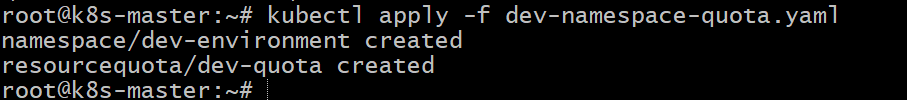 root@k8s-master:~# kubectl apply -f dev-namespace-quota.yaml
namespace/dev-environment created
resourcequota/dev-quota created
root@k8s-master:~#